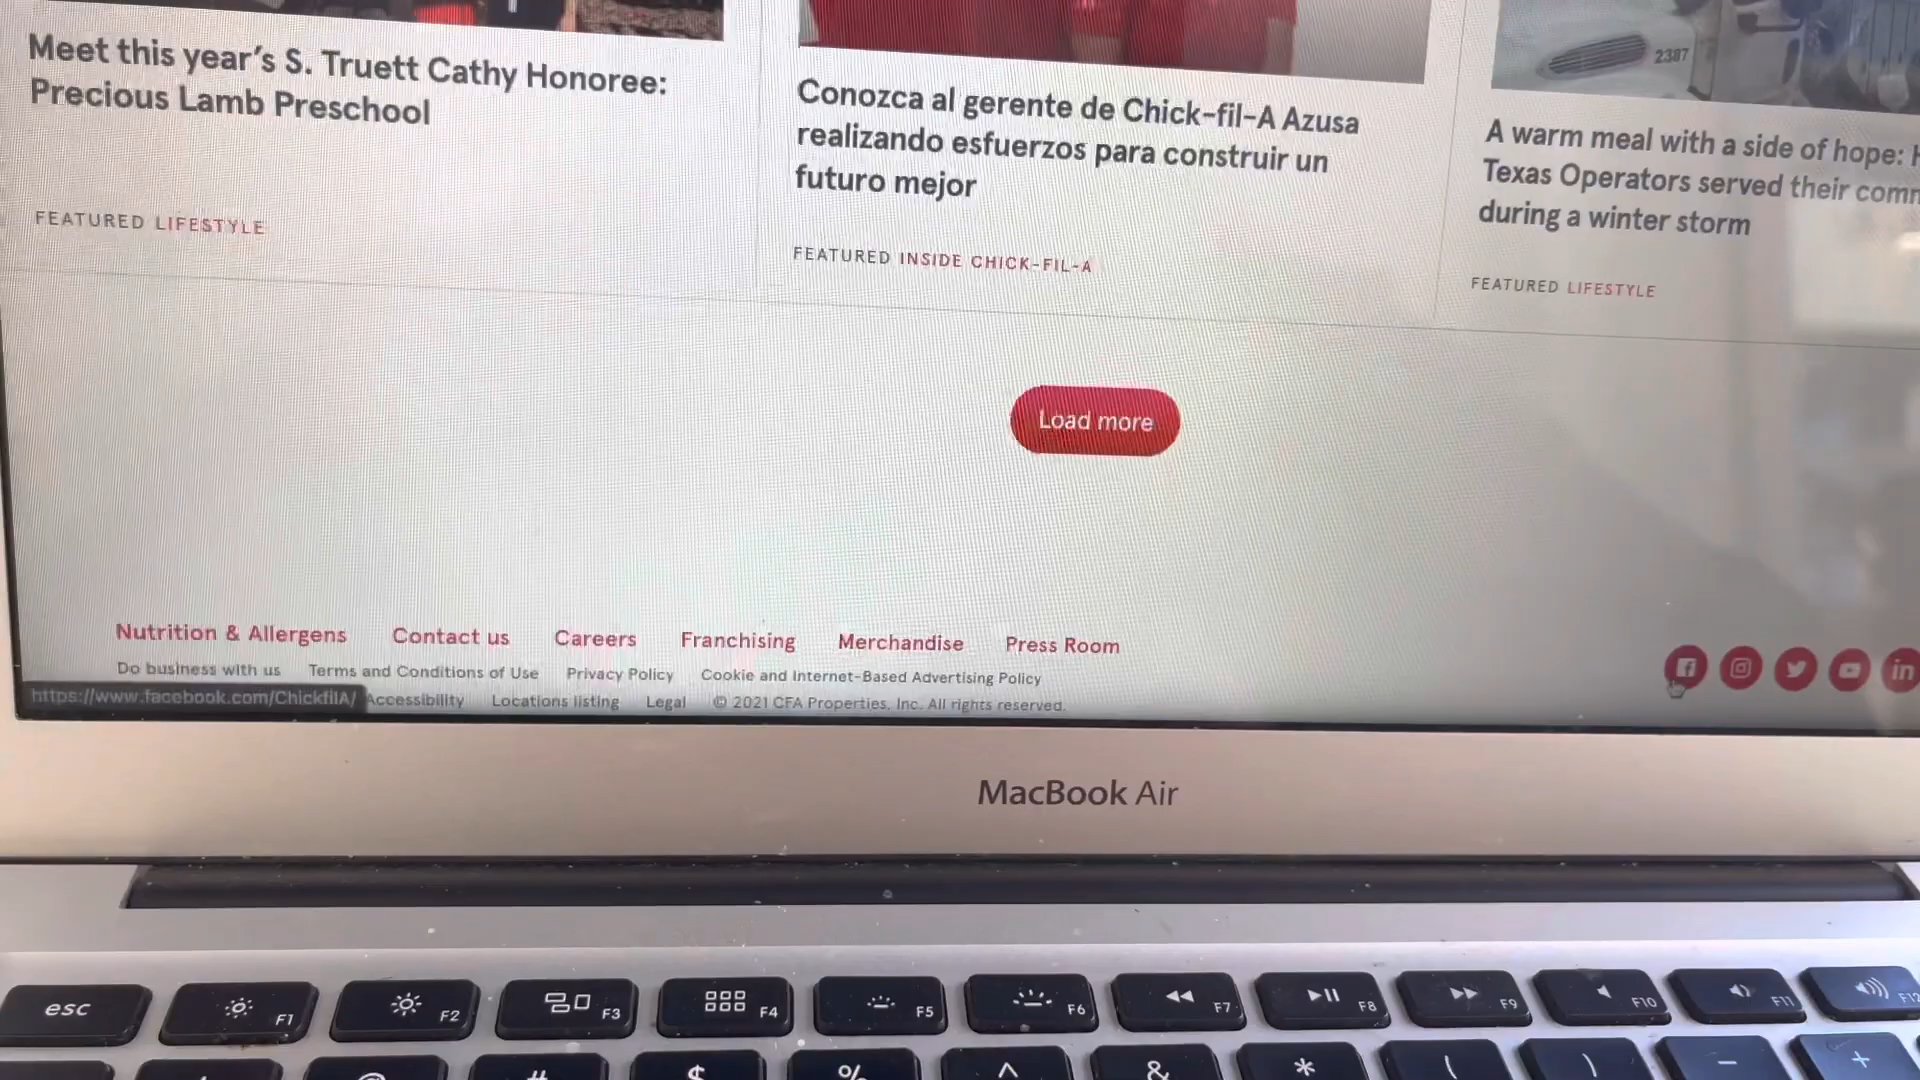 2387
Meet this year's S. Truett Cathy Honoree:
Precious Lamb Preschool
FEATURED LIFESTYLE
Conozca al gerente de Chick-fil-A Azusa
realizando esfuerzos para construir un
futuro mejor
FEATURED INSIDE CHICK-FIL-A
A warm meal with a side of hope:
Texas Operators served their
during a winter storm
FEATURED LIFESTYLE
Load more
Nutrition & Allergens Contact us Careers Franchising Merchandise Press Room
Do business with us Terms and Conditions of Use Privacy Policy Cookie and Internet-Based Advertising Policy
https://www.facebook.com/ChickfilA/ Accessibility Locations listing Legal © 2021 CFA Properties, Inc. All rights reserved.
in
MacBook Air
esc F1 F2 F3 F4 F5 F6 F7 F8 F9 F10 F11 F12
@ # $ % ^ & * ( ) – +